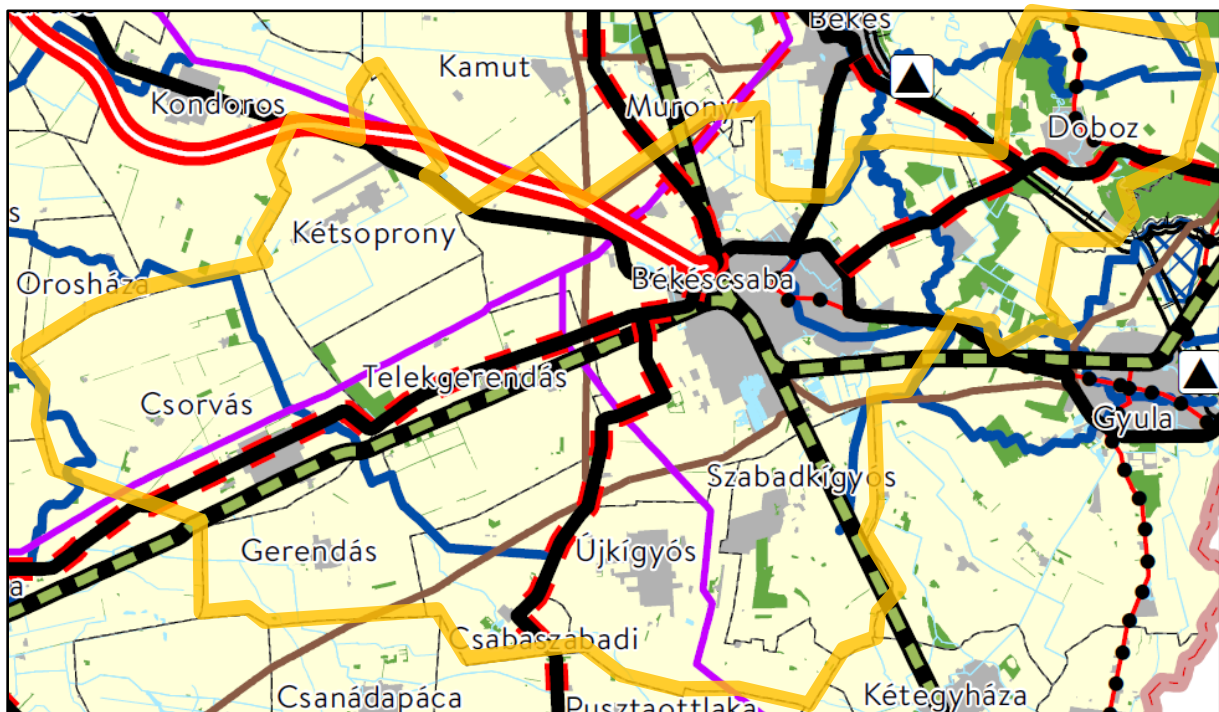 Békés
Kamut
Kondoros
Murony
Doboz
s
Kétsoprony
Orosháza
Békéscsaba
Telekgerendás
Csorvás
Gyula
Szabadkígyós
Gerendás
Újkígyós
a
Csabaszabadi
Csanádapáca
Pusztaottlaka
Kétegyháza